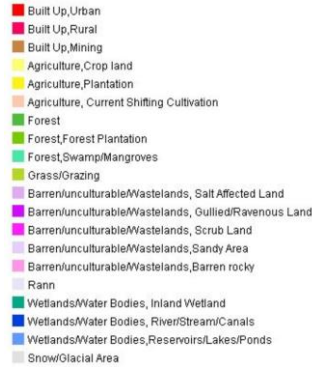 Built Up,Urban
Built Up,Rural
Built Up,Mining
Agriculture,Crop land
Agriculture,Plantation
Agriculture, Current Shifting Cultivation
Forest
Forest,Forest Plantation
Forest,Swamp/Mangroves
Grass/Grazing
Barren/unculturable/Wastelands, Salt Affected Land
Barren/unculturable/Wastelands, Gullied/Ravenous Land
Barren/unculturable/Wastelands, Scrub Land
Barren/unculturable/Wastelands,Sandy Area
Barren/unculturable/Wastelands,Barren rocky
Rann
Wetlands/Water Bodies, Inland Wetland
Wetlands/Water Bodies, River/Stream/Canals
Wetlands/Water Bodies,Reservoirs/Lakes/Ponds
Snow/Glacial Area